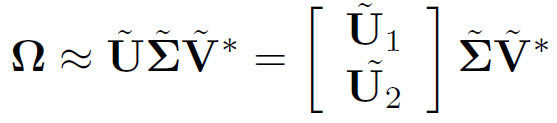 Ω ≈ ŨΣ̃Ṽ* = [ Ũ₁ ; Ũ₂ ] Σ̃Ṽ*